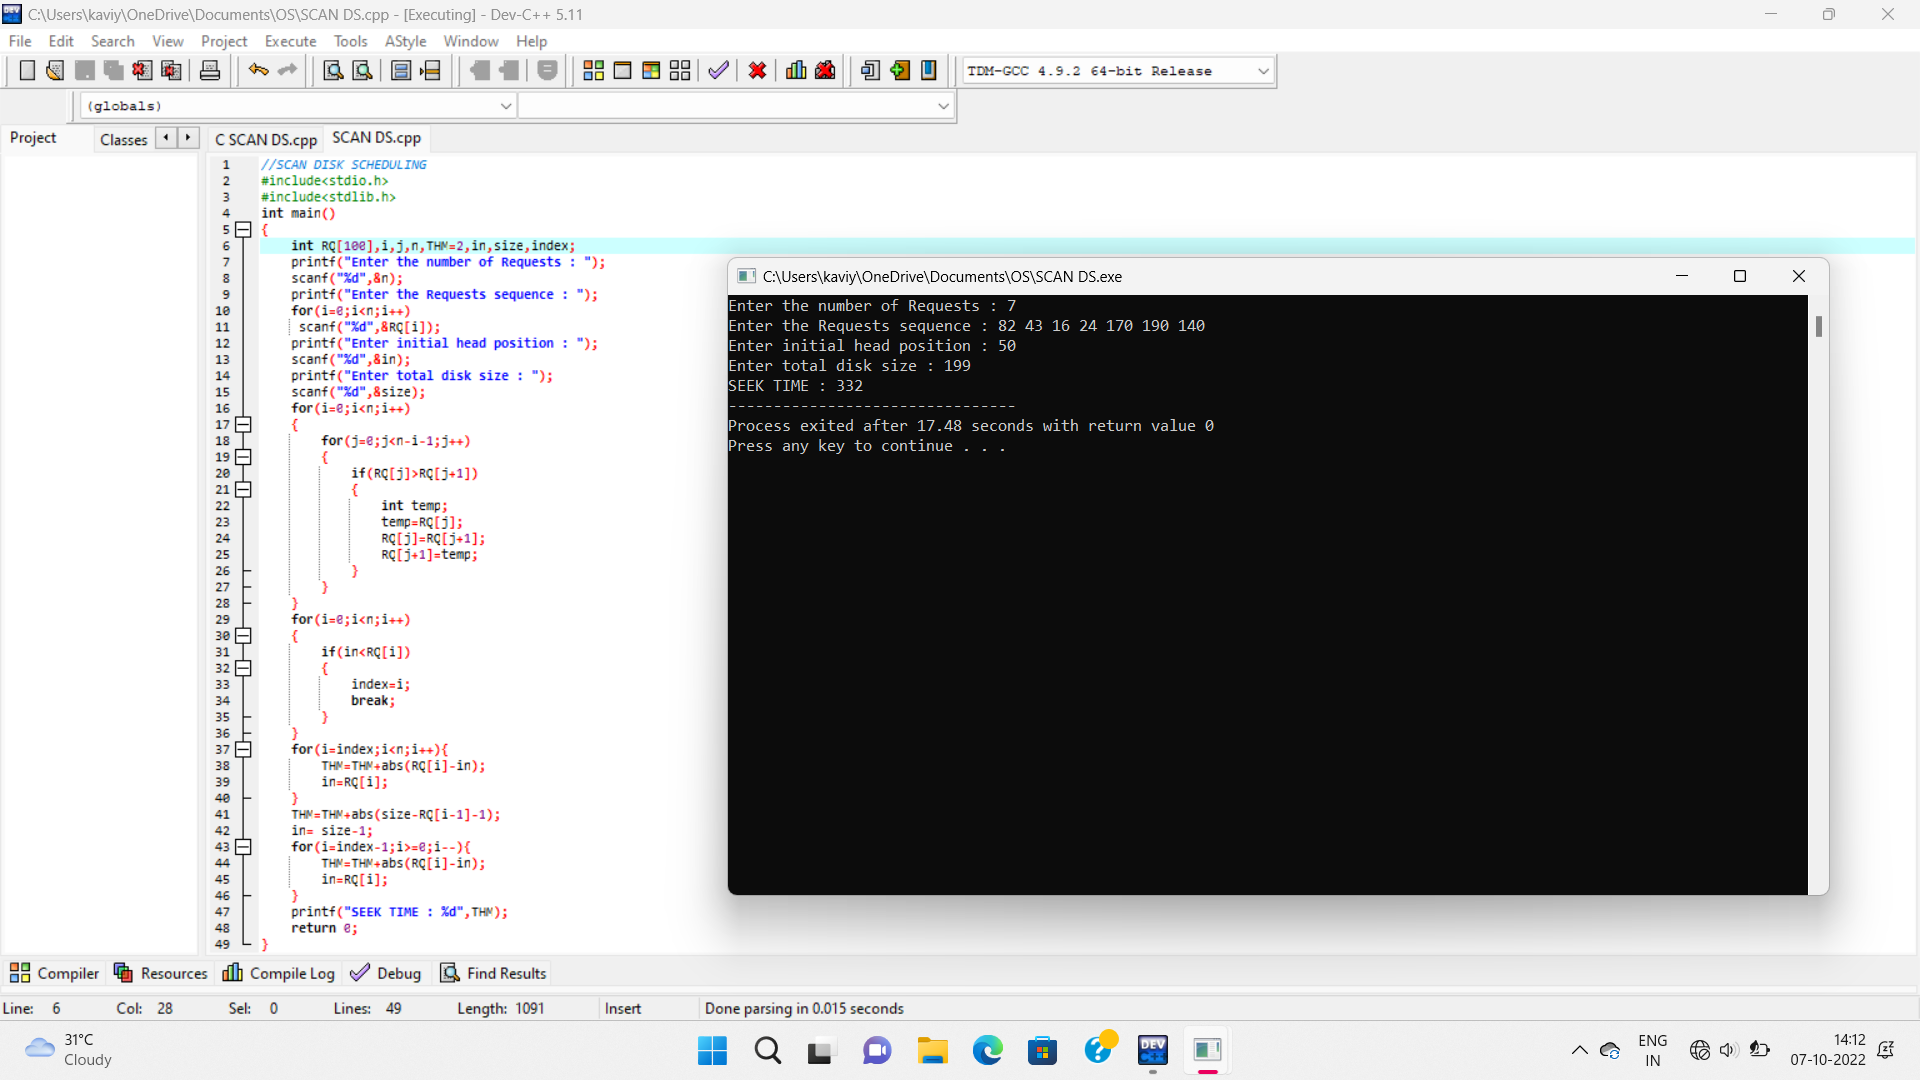 C:\Users\kaviy\OneDrive\Documents\OS\SCAN DS.cpp - [Executing] - Dev-C++ 5.11
File Edit Search View Project Execute Tools AStyle Window Help
TDM-GCC 4.9.2 64-bit Release
(globals)
Project Classes C SCAN DS.cpp SCAN DS.cpp
1 //SCAN DISK SCHEDULING
2 #include<stdio.h>
3 #include<stdlib.h>
4 int main()
5 {
6 int RQ[100],i,j,n,THM=2,in,size,index;
7 printf("Enter the number of Requests : ");
8 scanf("%d",&n);
9 printf("Enter the Requests sequence : ");
10 for(i=0;i<n;i++)
11 scanf("%d",&RQ[i]);
12 printf("Enter initial head position : ");
13 scanf("%d",&in);
14 printf("Enter total disk size : ");
15 scanf("%d",&size);
16 for(i=0;i<n;i++)
17 {
18 for(j=0;j<n-i-1;j++)
19 {
20 if(RQ[j]>RQ[j+1])
21 {
22 int temp;
23 temp=RQ[j];
24 RQ[j]=RQ[j+1];
25 RQ[j+1]=temp;
26 }
27 }
28 }
29 for(i=0;i<n;i++)
30 {
31 if(in<RQ[i])
32 {
33 index=i;
34 break;
35 }
36 }
37 for(i=index;i<n;i++){
38 THM=THM+abs(RQ[i]-in);
39 in=RQ[i];
40 }
41 THM=THM+abs(size-RQ[i-1]-1);
42 in= size-1;
43 for(i=index-1;i>=0;i--){
44 THM=THM+abs(RQ[i]-in);
45 in=RQ[i];
46 }
47 printf("SEEK TIME : %d",THM);
48 return 0;
49 }
C:\Users\kaviy\OneDrive\Documents\OS\SCAN DS.exe
Enter the number of Requests : 7
Enter the Requests sequence : 82 43 16 24 170 190 140
Enter initial head position : 50
Enter total disk size : 199
SEEK TIME : 332
--------------------------------
Process exited after 17.48 seconds with return value 0
Press any key to continue . . .
Compiler Resources Compile Log Debug Find Results
Line: 6 Col: 28 Sel: 0 Lines: 49 Length: 1091 Insert Done parsing in 0.015 seconds
31°C
Cloudy
DEV
ENG
IN
14:12
07-10-2022